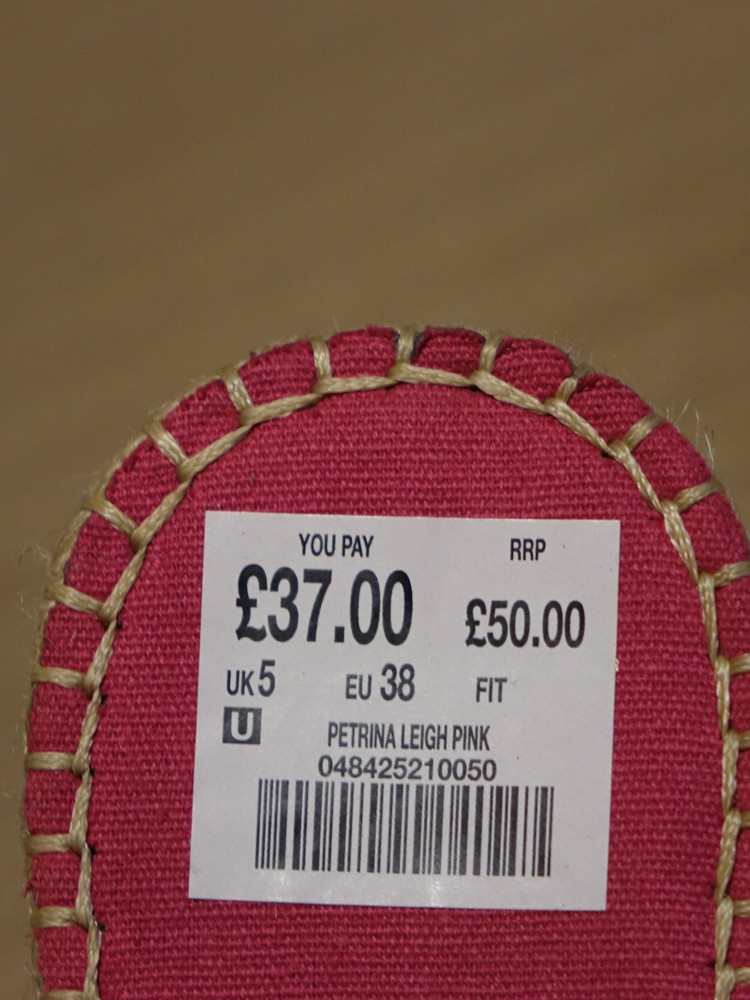 YOU PAY RRP
£37.00 £50.00
UK 5 EU 38 FIT
U
PETRINA LEIGH PINK
048425210050